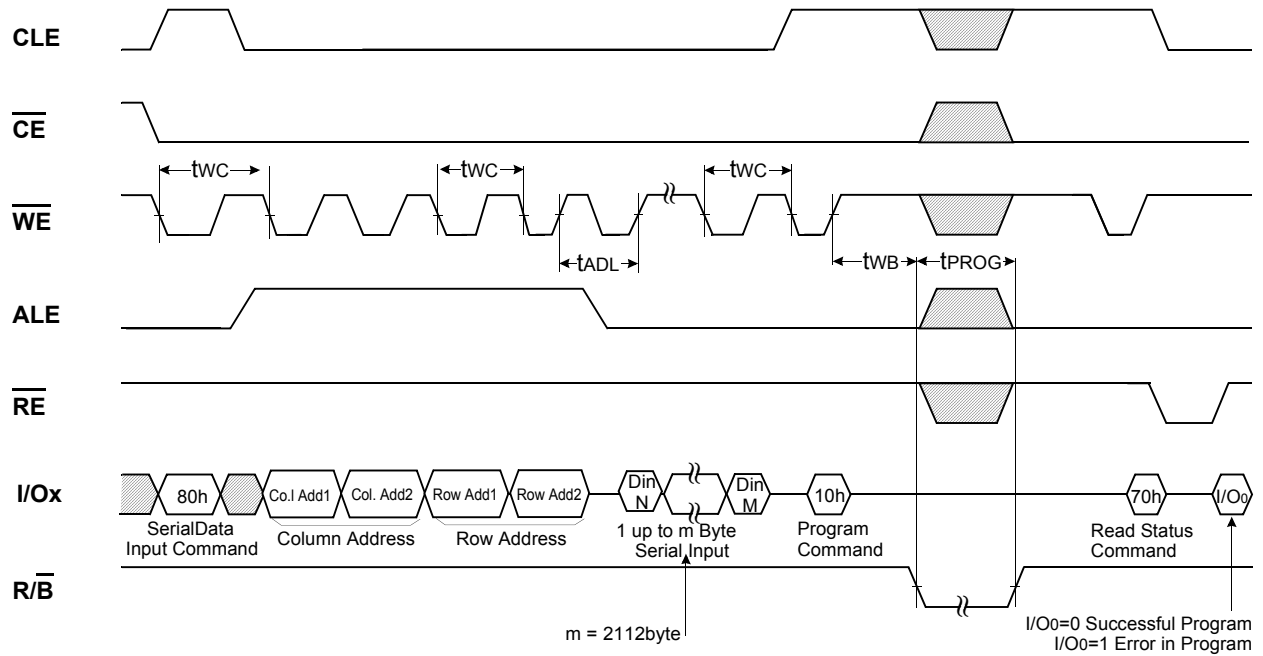 CLE
CE
tWC
tWC
tWC
WE
tADL
tWB
tPROG
ALE
RE
I/Ox
80h
Co.l Add1
Col. Add2
Row Add1
Row Add2
Din
N
Din
M
10h
70h
I/O0
SerialData
Input Command
Column Address
Row Address
1 up to m Byte
Serial Input
Program
Command
Read Status
Command
R/B
m = 2112byte
I/O0=0 Successful Program
I/O0=1 Error in Program